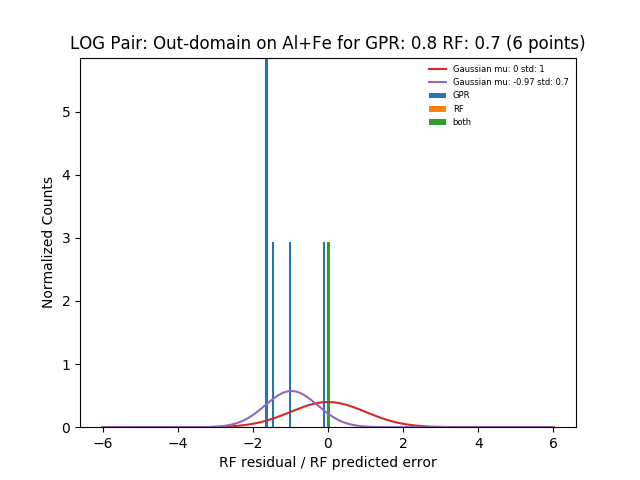 LOG Pair: Out-domain on Al+Fe for GPR: 0.8 RF: 0.7 (6 points)
Gaussian mu: 0 std: 1
Gaussian mu: -0.97 std: 0.7
GPR
RF
both
Normalized Counts
5
4
3
2
1
0
−6 −4 −2 0 2 4 6
RF residual / RF predicted error